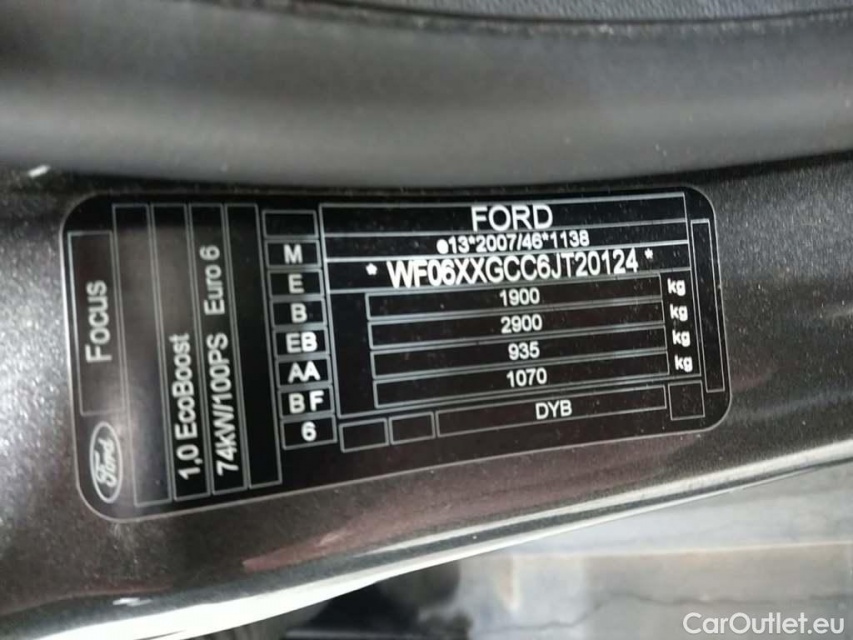 FORD
e13*2007/46*1138
* WF06XXGCC6JT20124 *
1900 kg
2900 kg
935 kg
1070 kg
DYB
M
E
B
EB
AA
BF
6
Focus
Ford
1,0 EcoBoost
74kW/100PS Euro 6
CarOutlet.eu